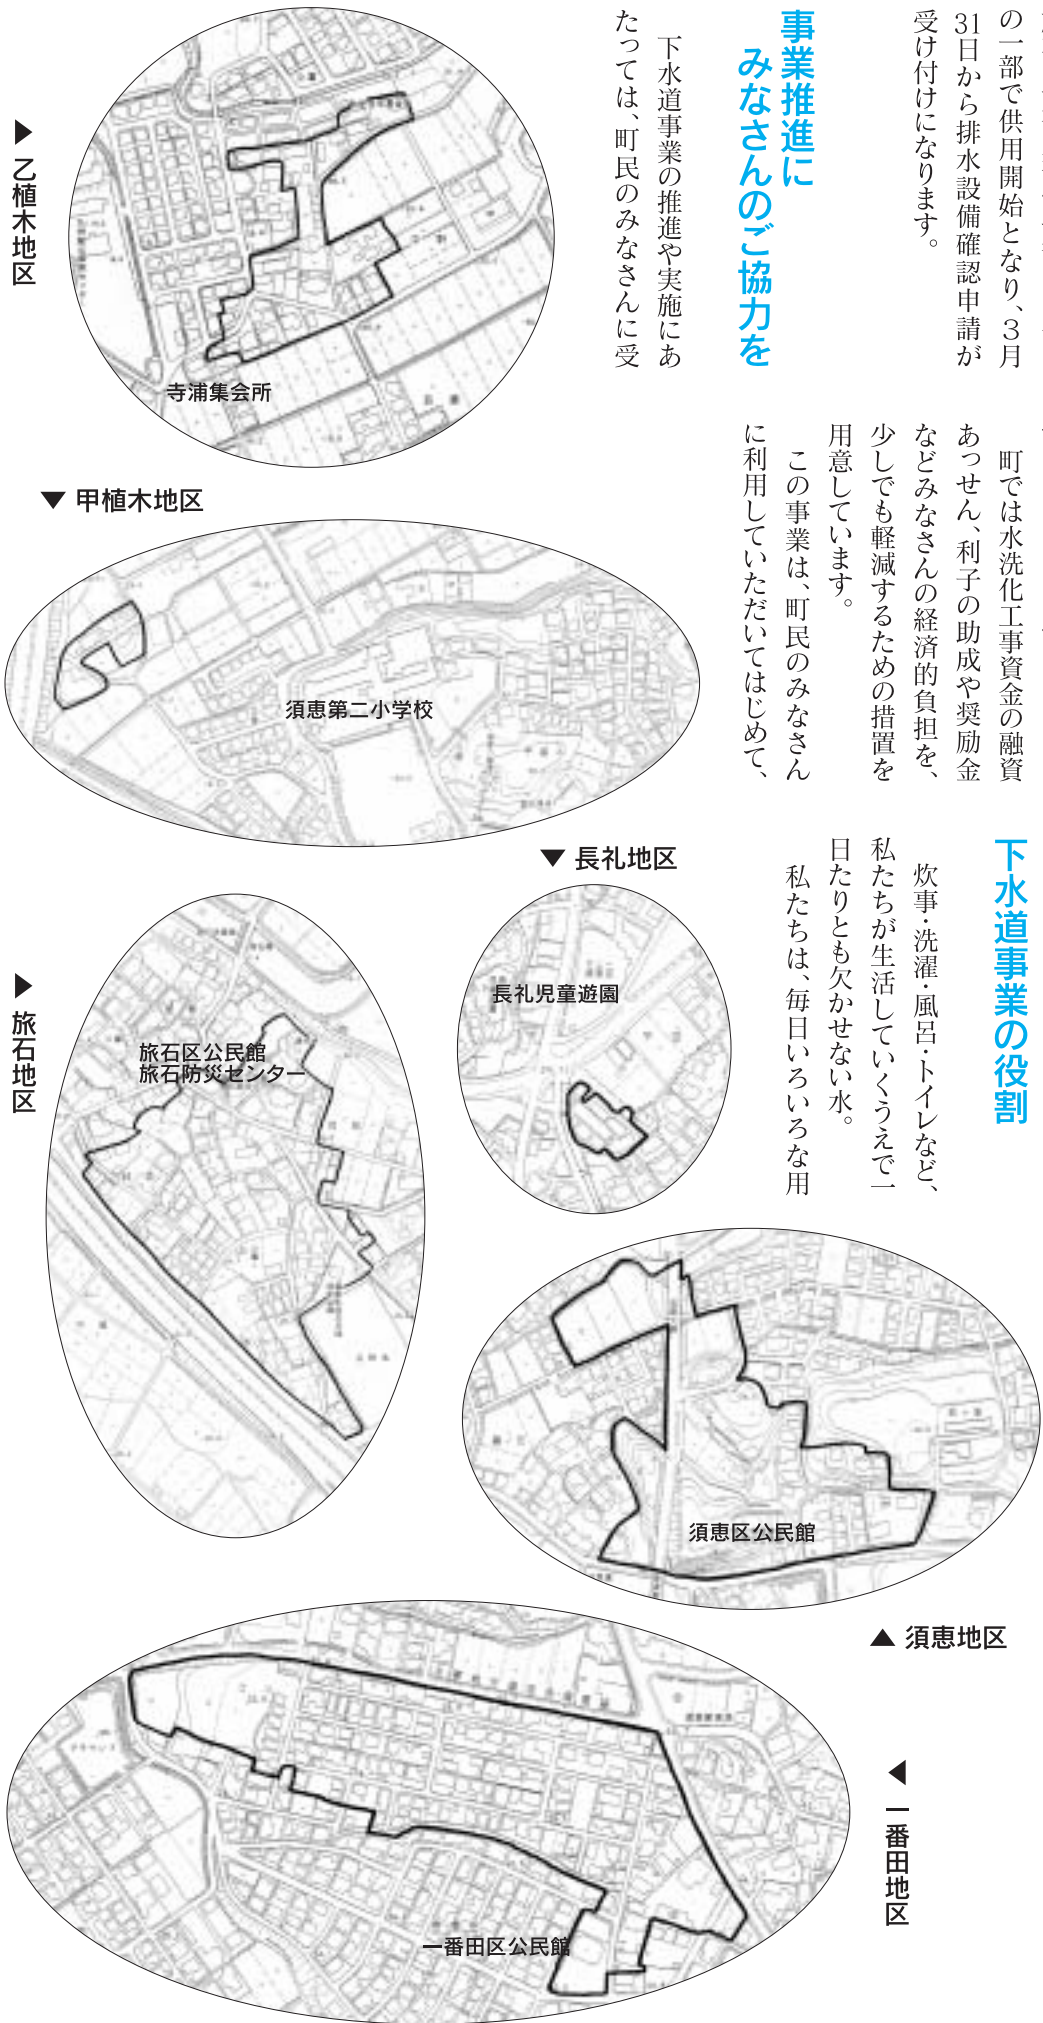 の一部で供用開始となり、3月
31日から排水設備確認申請が
受け付けになります。
事業推進に
みなさんのご協力を
下水道事業の推進や実施にあ
たっては、町民のみなさんに受
町では水洗化工事資金の融資
あっせん、利子の助成や奨励金
などみなさんの経済的負担を、
少しでも軽減するための措置を
用意しています。
この事業は、町民のみなさん
に利用していただいてはじめて、
下水道事業の役割
炊事・洗濯・風呂・トイレなど、
私たちが生活していくうえで一
日たりとも欠かせない水。
私たちは、毎日いろいろな用
▶乙植木地区
寺浦集会所
▼甲植木地区
須恵第二小学校
▼長礼地区
長礼児童遊園
▶旅石地区
旅石区公民館
旅石防災センター
須恵区公民館
▲須恵地区
◀一番田地区
一番田区公民館